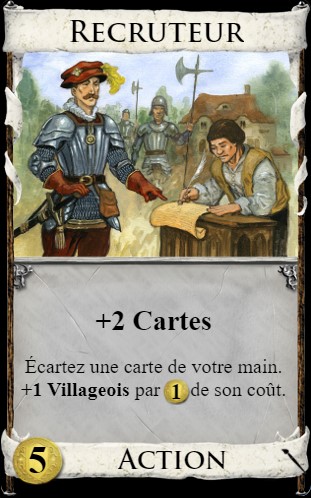 RECRUTEUR
+2 Cartes
Écartez une carte de votre main.
+1 Villageois par 1 de son coût.
5 ACTION